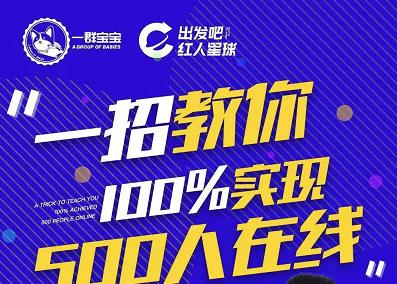 一群宝宝
A GROUP OF BABIES
出发吧
红人星球
一招教你
A TRICK TO TEACH YOU
100% ACHIEVED
500 PEOPLE ONLINE
100%实现
500人在线